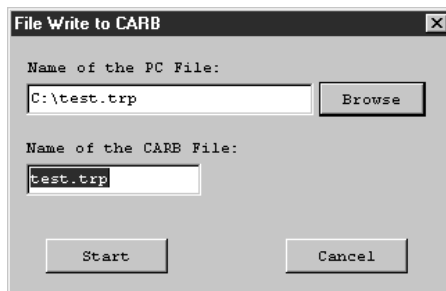 File Write to CARB
Name of the PC File:
C:\test.trp
Browse
Name of the CARB File:
test.trp
Start
Cancel